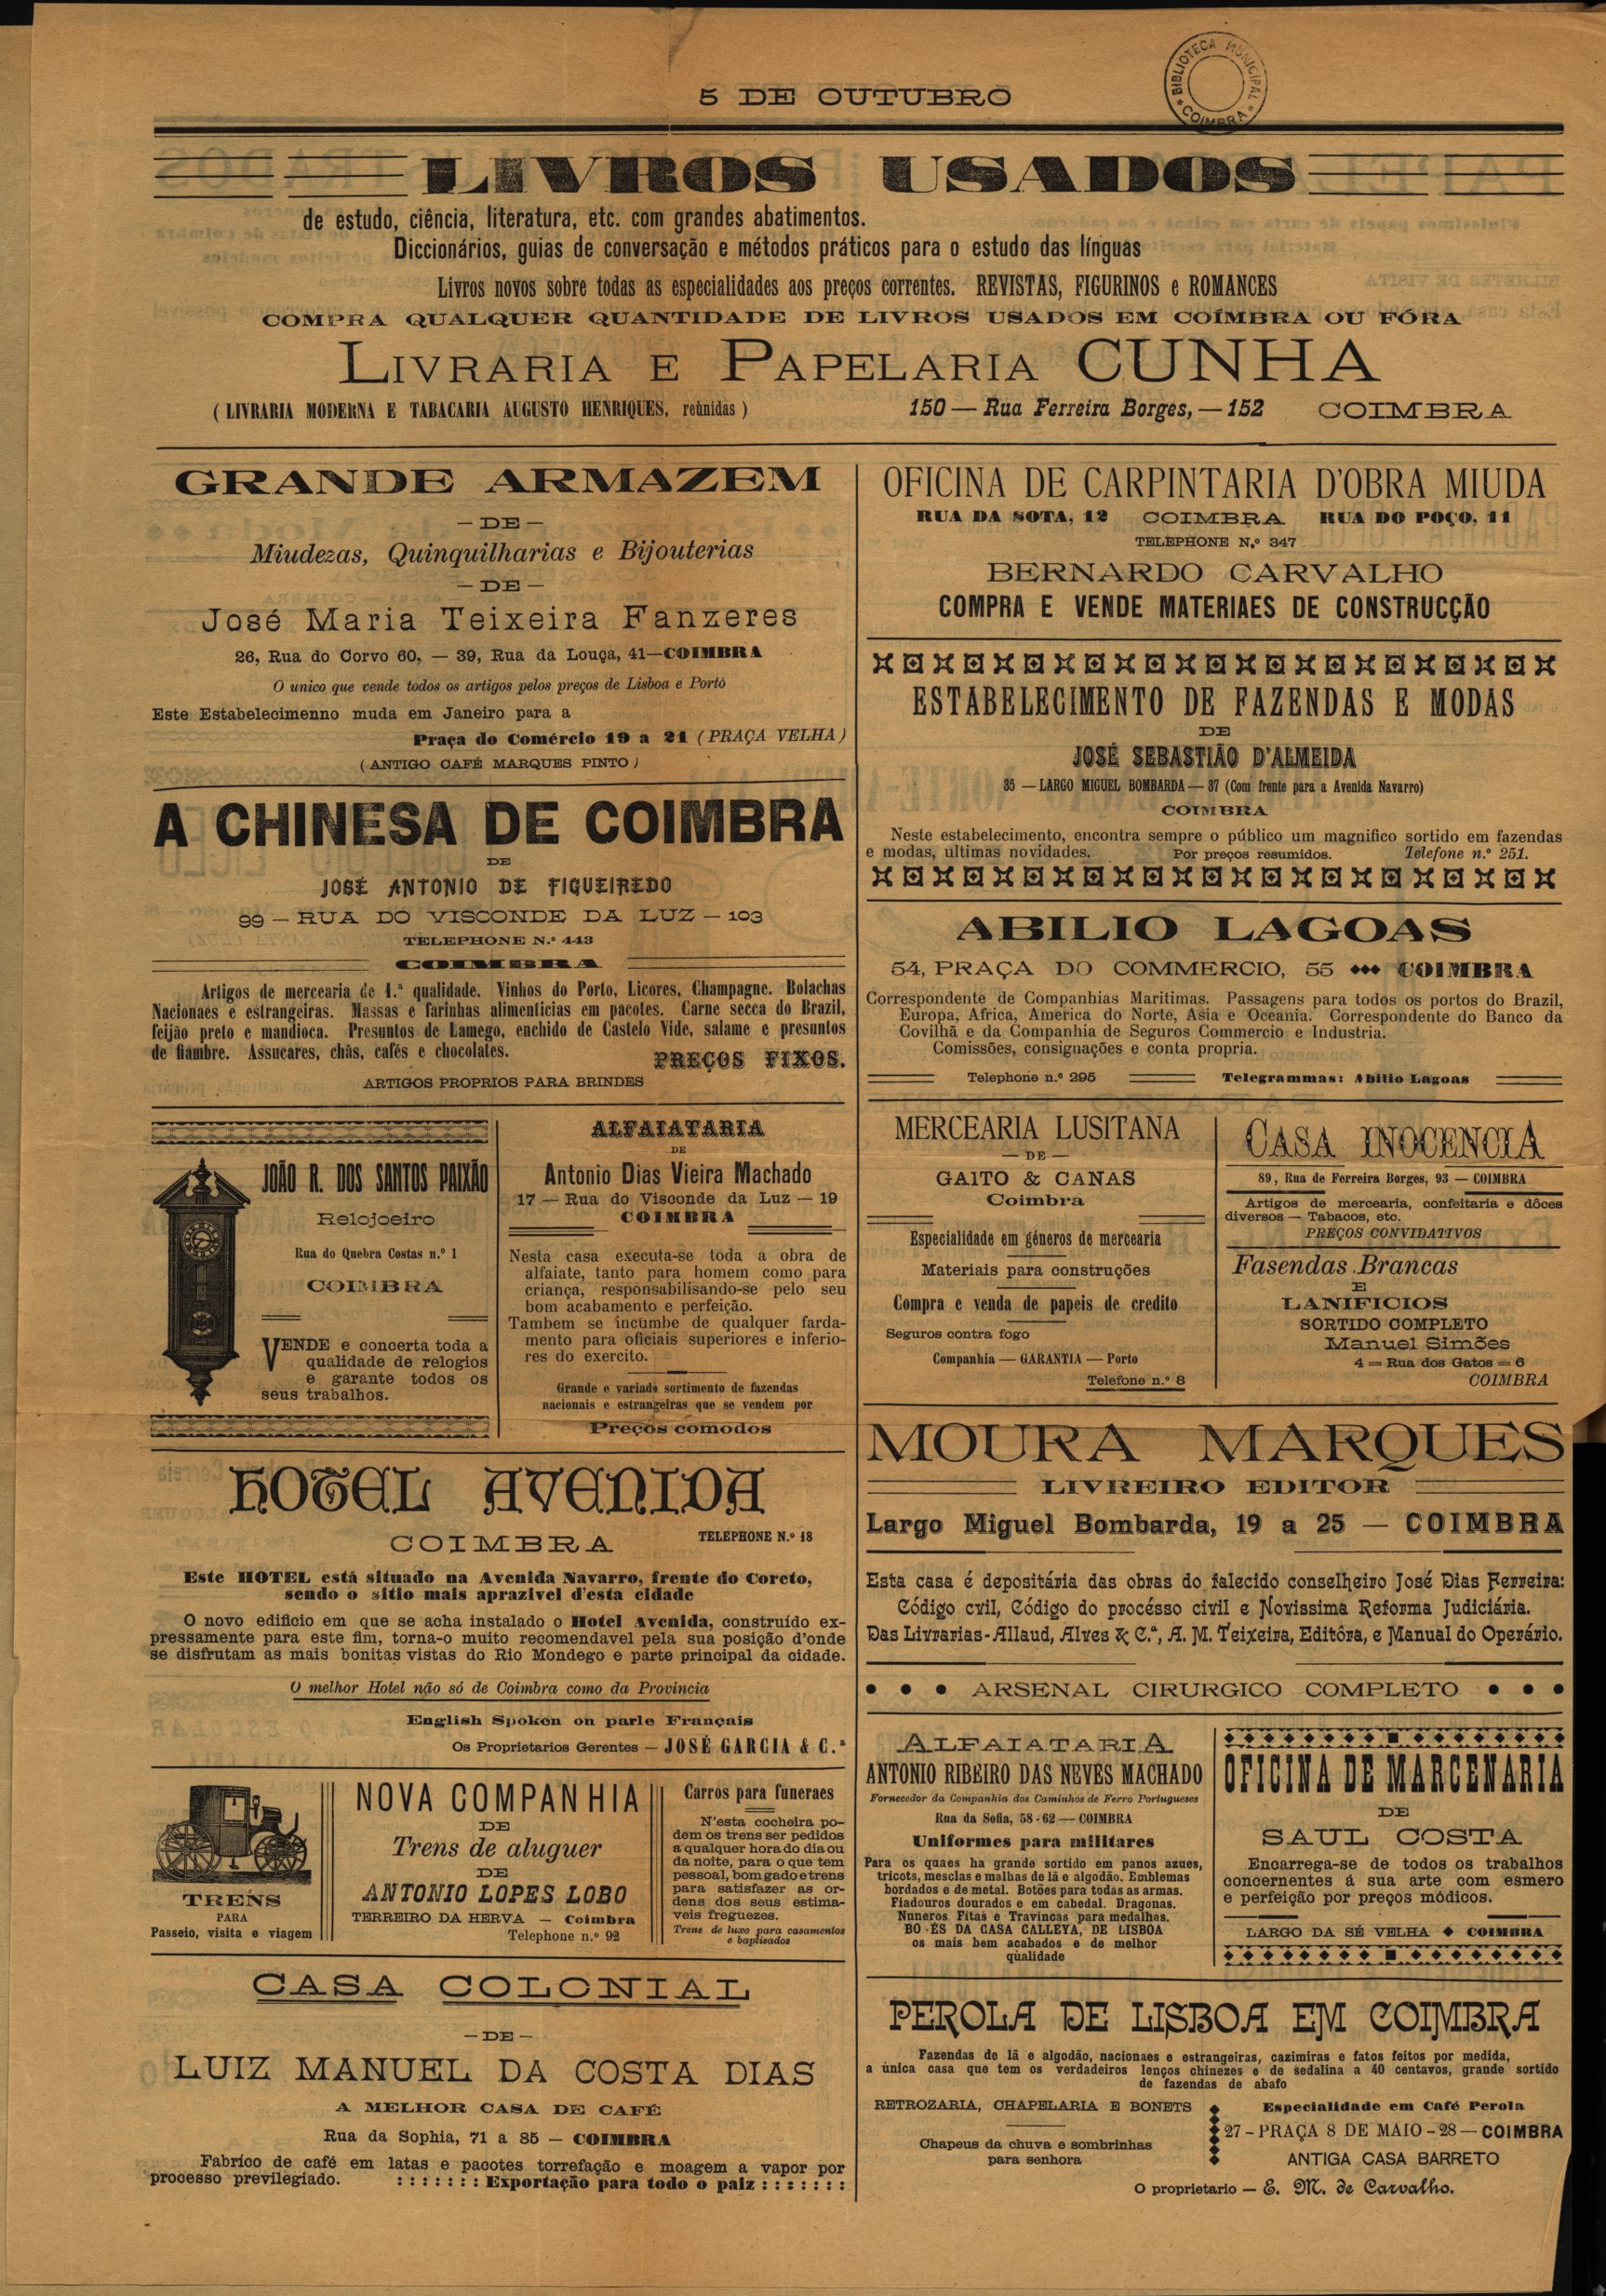 5 DE OUTUBRO
BIBLIOTECA MUNICIPAL
COIMBRA
LIVROS USADOS
de estudo, ciência, literatura, etc. com grandes abatimentos.
Diccionários, guias de conversação e métodos práticos para o estudo das línguas
Livros novos sobre todas as especialidades aos preços correntes. REVISTAS, FIGURINOS e ROMANCES
COMPRA QUALQUER QUANTIDADE DE LIVROS USADOS EM COÍMBRA OU FÓRA
LIVRARIA E PAPELARIA CUNHA
( LIVRARIA MODERNA E TABACARIA AUGUSTO HENRIQUES, reùnidas )
150 — Rua Ferreira Borges, — 152 COIMBRA
GRANDE ARMAZEM
— DE —
Miudezas, Quinquilharias e Bijouterias
— DE —
José Maria Teixeira Fanzeres
26, Rua do Corvo 60, — 39, Rua da Louça, 41—COIMBRA
O unico que vende todos os artigos pelos preços de Lisboa e Porto
Este Estabelecimenno muda em Janeiro para a
Praça do Comércio 19 a 21 (PRAÇA VELHA)
( ANTIGO CAFÉ MARQUES PINTO )
A CHINESA DE COIMBRA
DE
JOSÉ ANTONIO DE FIGUEIREDO
99 — RUA DO VISCONDE DA LUZ — 103
TELEPHONE N.º 443
COIMBRA
Artigos de mercearia de 1.ª qualidade. Vinhos do Porto, Licores, Champagne. Bolachas
Nacionaes e estrangeiras. Massas e farinhas alimenticias em pacotes. Carne secca do Brazil,
feijão preto e mandioca. Presuntos de Lamego, enchido de Castelo Vide, salame e presuntos
de fiambre. Assucares, chás, cafés e chocolates.
PREÇOS FIXOS.
ARTIGOS PROPRIOS PARA BRINDES
JOÃO R. DOS SANTOS PAIXÃO
Relojoeiro
Rua do Quebra Costas n.º 1
COIMBRA
VENDE e concerta toda a
qualidade de relogios
e garante todos os
seus trabalhos.
ALFAIATARIA
DE
Antonio Dias Vieira Machado
17 — Rua do Visconde da Luz — 19
COIMBRA
Nesta casa executa-se toda a obra de
alfaiate, tanto para homem como para
criança, responsabilisando-se pelo seu
bom acabamento e perfeição.
Tambem se incumbe de qualquer farda-
mento para oficiais superiores e inferio-
res do exercito.
Grande e variado sortimento de fazendas
nacionais e estrangeiras que se vendem por
Preços comodos
HOTEL AVENIDA
COIMBRA
TELEPHONE N.º 18
Este HOTEL está situado na Avenida Navarro, frente do Coreto,
sendo o sitio mais aprazivel d'esta cidade
O novo edificio em que se acha instalado o Hotel Avenida, construído ex-
pressamente para este fim, torna-o muito recomendavel pela sua posição d'onde
se disfrutam as mais bonitas vistas do Rio Mondego e parte principal da cidade.
O melhor Hotel não só de Coimbra como da Provincia
English Spoken on parle Français
Os Proprietarios Gerentes — JOSÉ GARCIA & C.ª
TRENS
PARA
Passeio, visita e viagem
NOVA COMPANHIA
DE
Trens de aluguer
DE
ANTONIO LOPES LOBO
TERREIRO DA HERVA — Coimbra
Telephone n.º 92
Carros para funeraes
N'esta cocheira po-
dem os trens ser pedidos
a qualquer hora do dia ou
da noite, para o que tem
pessoal, bom gado e trens
para satisfazer as or-
dens dos seus estima-
veis freguezes.
Trens de luxo para casamentos
e baptisados
CASA COLONIAL
— DE —
LUIZ MANUEL DA COSTA DIAS
A MELHOR CASA DE CAFÉ
Rua da Sophia, 71 a 85 — COIMBRA
Fabrico de café em latas e pacotes torrefação e moagem a vapor por
processo previlegiado. : : : : : : : Exportação para todo o paiz : : : : : : :
OFICINA DE CARPINTARIA D'OBRA MIUDA
RUA DA SOTA, 12 COIMBRA RUA DO POÇO, 11
TELEPHONE N.º 347
BERNARDO CARVALHO
COMPRA E VENDE MATERIAES DE CONSTRUCÇÃO
ESTABELECIMENTO DE FAZENDAS E MODAS
DE
JOSÉ SEBASTIÃO D'ALMEIDA
35 — LARGO MIGUEL BOMBARDA — 37 (Com frente para a Avenida Navarro)
COIMBRA
Neste estabelecimento, encontra sempre o público um magnifico sortido em fazendas
e modas, ultimas novidades. Por preços resumidos. Telefone n.º 251.
ABILIO LAGOAS
54, PRAÇA DO COMMERCIO, 55 COIMBRA
Correspondente de Companhias Maritimas. Passagens para todos os portos do Brazil,
Europa, Africa, America do Norte, Asia e Oceania. Correspondente do Banco da
Covilhã e da Companhia de Seguros Commercio e Industria.
Comissões, consignações e conta propria.
Telephone n.º 295 Telegrammas: Abilio Lagoas
MERCEARIA LUSITANA
— DE —
GAITO & CANAS
Coimbra
Especialidade em géneros de mercearia
Materiais para construções
Compra e venda de papeis de credito
Seguros contra fogo
Companhia — GARANTIA — Porto
Telefone n.º 8
CASA INOCENCIA
89, Rua de Ferreira Borges, 93 — COIMBRA
Artigos de mercearia, confeitaria e dôces
diversos — Tabacos, etc.
PREÇOS CONVIDATIVOS
Fasendas Brancas
E
LANIFICIOS
SORTIDO COMPLETO
Manuel Simões
4 — Rua dos Gatos — 6
COIMBRA
MOURA MARQUES
LIVREIRO EDITOR
Largo Miguel Bombarda, 19 a 25 — COIMBRA
Esta casa é depositária das obras do falecido conselheiro José Dias Ferreira:
Código cvil, Código do procésso civil e Novissima Reforma Judiciária.
Das Livrarias-Allaud, Alves & C.ª, A. M. Teixeira, Editôra, e Manual do Operário.
• • • ARSENAL CIRURGICO COMPLETO • • •
ALFAIATARIA
ANTONIO RIBEIRO DAS NEVES MACHADO
Fornecedor da Companhia dos Caminhos de Ferro Portugueses
Rua da Sofia, 58-62 — COIMBRA
Uniformes para militares
Para os quaes ha grande sortido em panos azues,
tricots, mesclas e malhas de lã e algodão. Emblemas
bordados e de metal. Botões para todas as armas.
Fiadouros dourados e em cabedal. Dragonas.
Nuneros Fitas e Travincas para medalhas.
BO ES DA CASA CALLEYA, DE LISBOA
os mais bem acabados e de melhor
qualidade
OFICINA DE MARCENARIA
DE
SAUL COSTA
Encarrega-se de todos os trabalhos
concernentes á sua arte com esmero
e perfeição por preços módicos.
LARGO DA SÉ VELHA ◆ COIMBRA
PEROLA DE LISBOA EM COIMBRA
Fazendas de lã e algodão, nacionaes e estrangeiras, cazimiras e fatos feitos por medida,
a única casa que tem os verdadeiros lenços chinezes e de sedalina a 40 centavos, grande sortido
de fazendas de abafo
RETROZARIA, CHAPELARIA E BONETS
Chapeus da chuva e sombrinhas
para senhora
Especialidade em Café Perola
27 - PRAÇA 8 DE MAIO - 28 — COIMBRA
ANTIGA CASA BARRETO
O proprietario — E. M. de Carvalho.